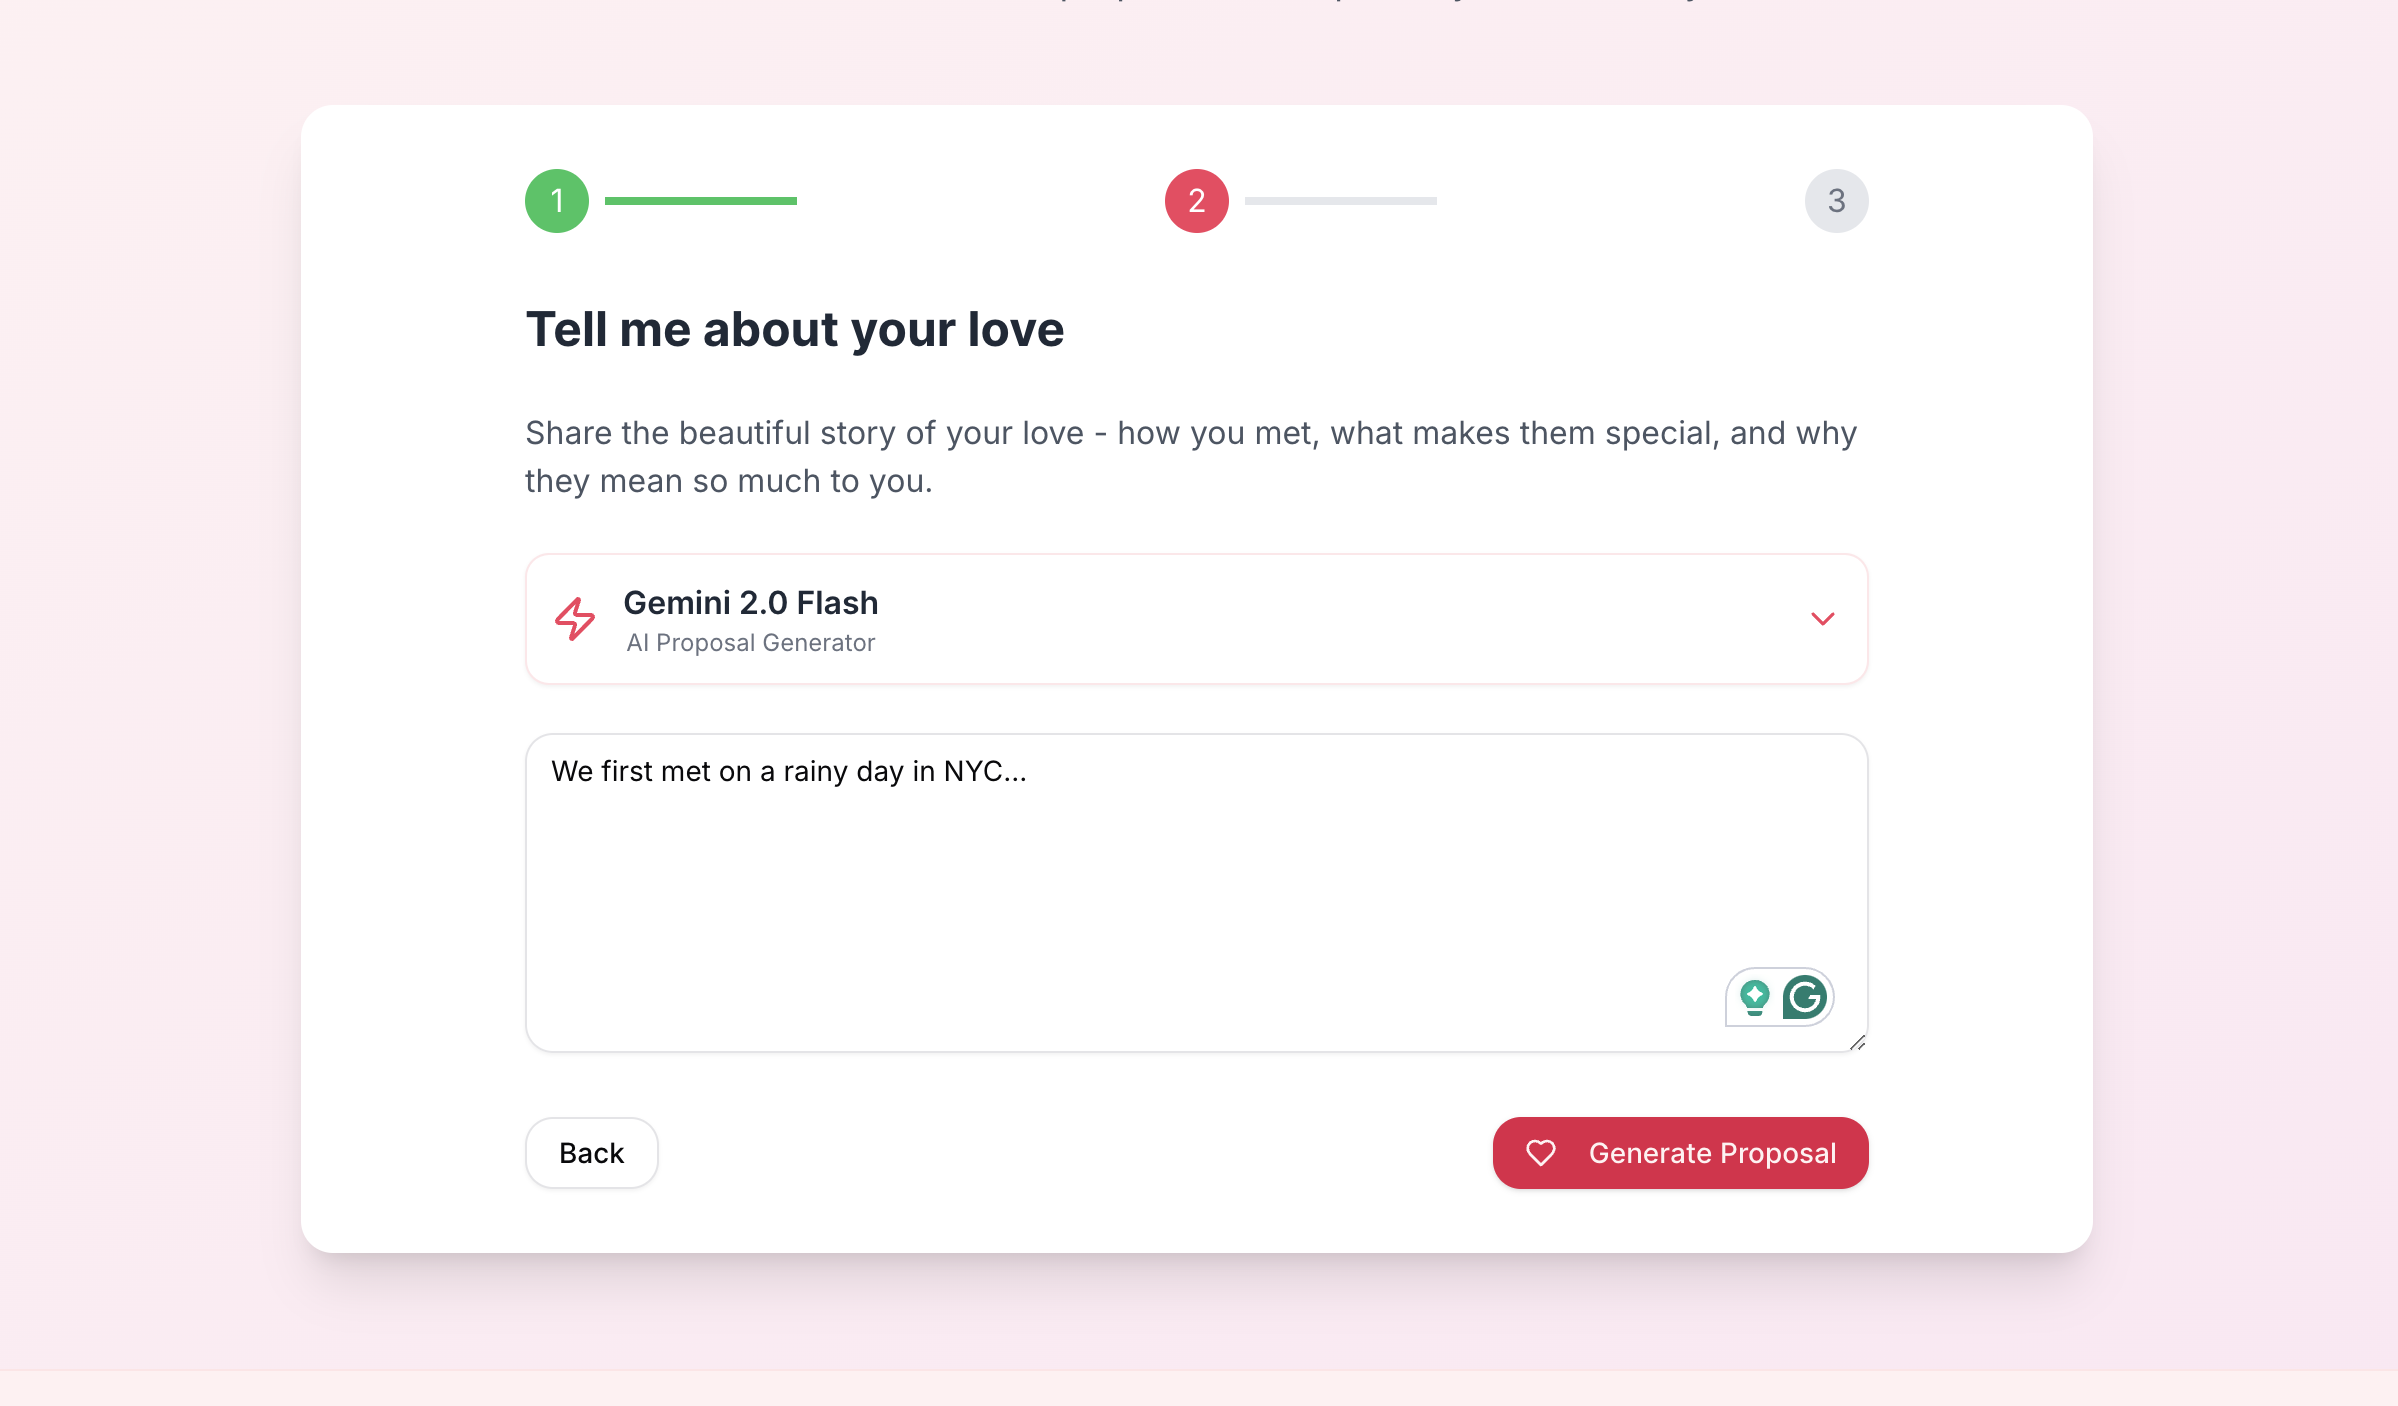 1
2
3
Tell me about your love
Share the beautiful story of your love - how you met, what makes them special, and why
they mean so much to you.
Gemini 2.0 Flash
AI Proposal Generator
We first met on a rainy day in NYC...
Back
Generate Proposal